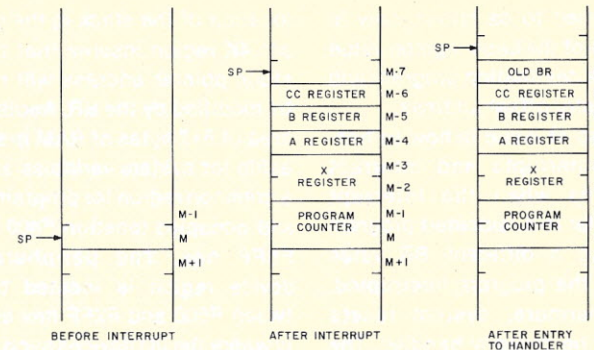 SP
M-1
M
M+1
BEFORE INTERRUPT
SP
M-7
CC REGISTER
M-6
B REGISTER
M-5
A REGISTER
M-4
X
REGISTER
M-3
M-2
PROGRAM
COUNTER
M-1
M
M+1
AFTER INTERRUPT
SP
OLD BR
CC REGISTER
B REGISTER
A REGISTER
X
REGISTER
PROGRAM
COUNTER
AFTER ENTRY
TO HANDLER